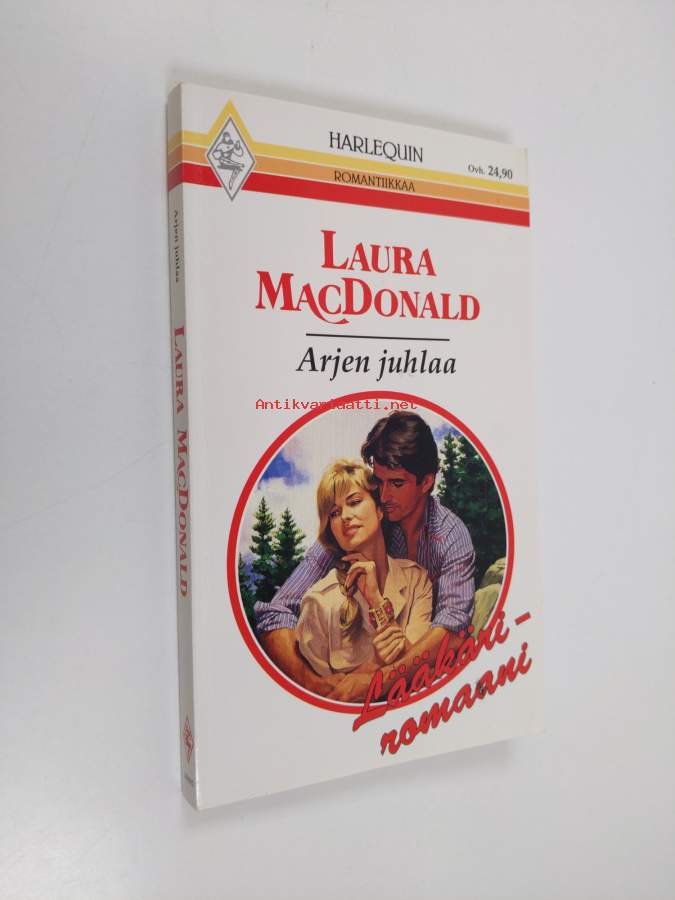 HARLEQUIN
Ovh. 24,90
ROMANTIIKKAA
LAURA
MACDONALD
Arjen juhlaa
Antikvariaatti.net
Lääkäri-
romaani
Arjen juhlaa LAURA MACDONALD